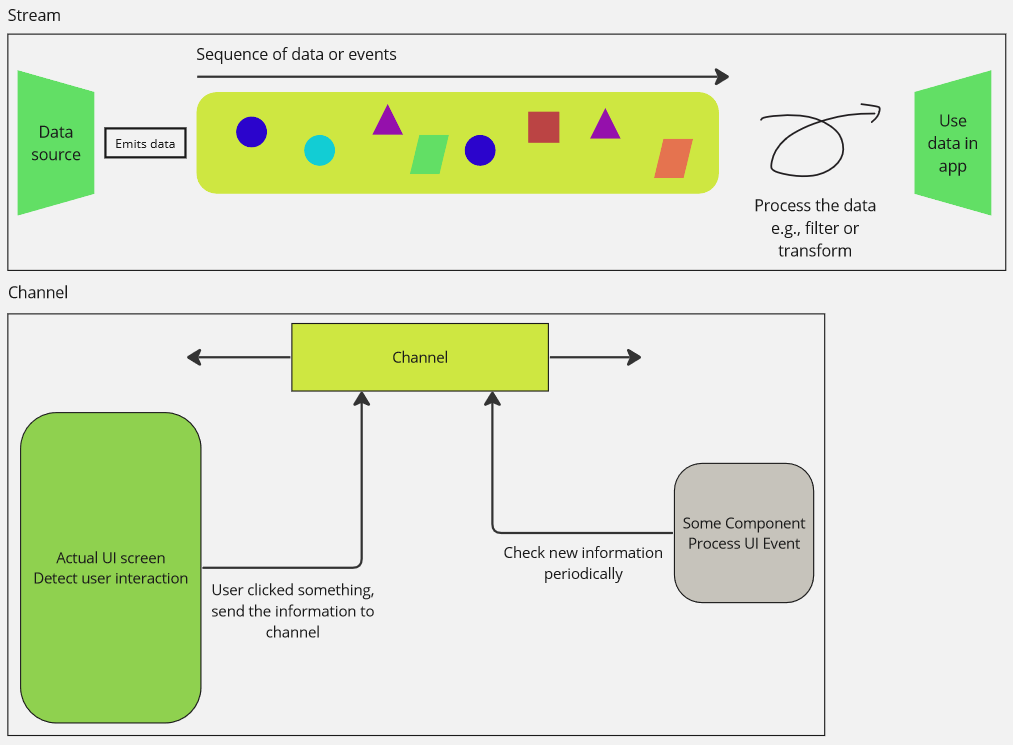 Stream
Sequence of data or events
Data
source
Emits data
Process the data
e.g., filter or
transform
Use
data in
app
Channel
Channel
Actual UI screen
Detect user interaction
User clicked something,
send the information to
channel
Check new information
periodically
Some Component
Process UI Event